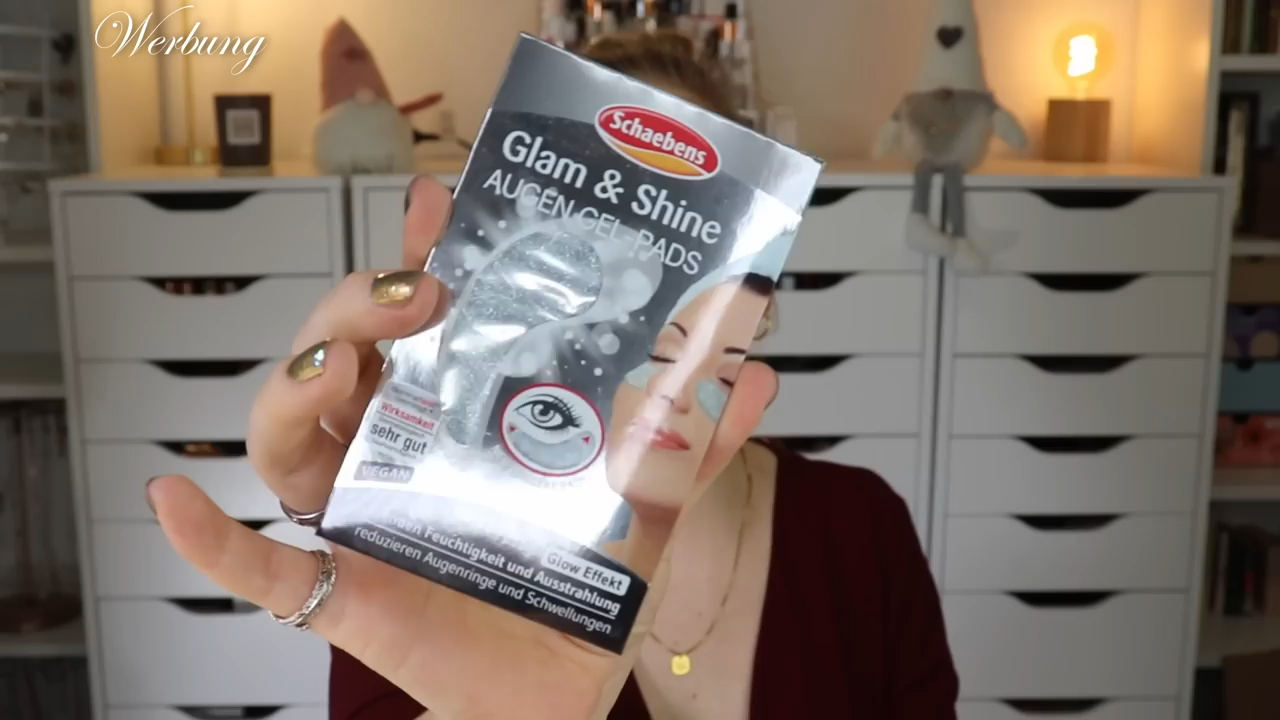 Werbung
Schaebens
Glam & Shine
AUGEN GEL-PADS
Wirksamkeit
sehr gut
VEGAN
Glow Effekt
Feuchtigkeit und Ausstrahlung
reduzieren Augenringe und Schwellungen